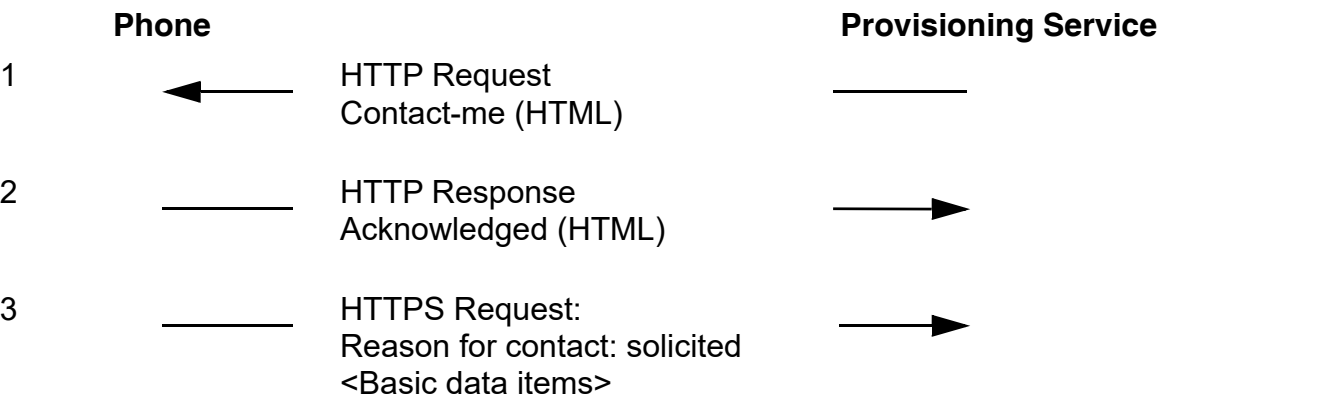 Phone Provisioning Service
1 HTTP Request
Contact-me (HTML)
2 HTTP Response
Acknowledged (HTML)
3 HTTPS Request:
Reason for contact: solicited
<Basic data items>